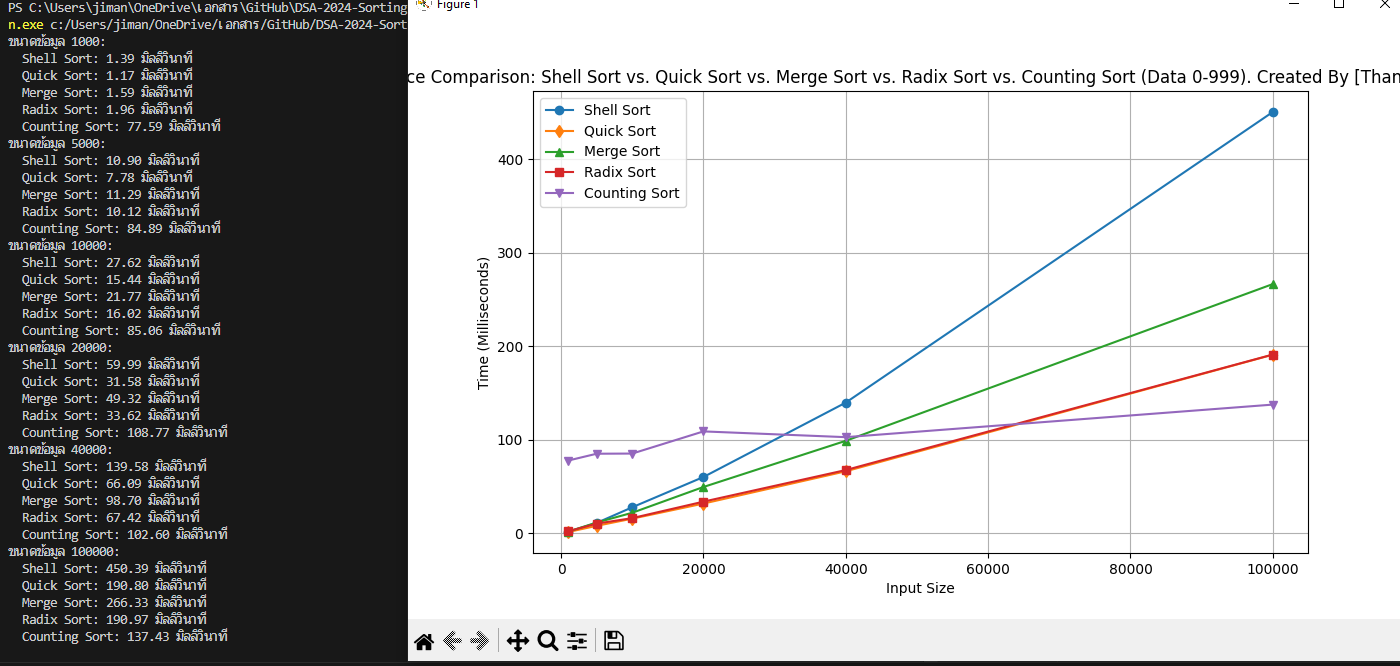 PS C:\Users\jiman\OneDrive\เอกสาร\GitHub\DSA-2024-Sorting
n.exe c:/Users/jiman/OneDrive/เอกสาร/GitHub/DSA-2024-Sort
ขนาดข้อมูล 1000:
Shell Sort: 1.39 มิลลิวินาที
Quick Sort: 1.17 มิลลิวินาที
Merge Sort: 1.59 มิลลิวินาที
Radix Sort: 1.96 มิลลิวินาที
Counting Sort: 77.59 มิลลิวินาที
ขนาดข้อมูล 5000:
Shell Sort: 10.90 มิลลิวินาที
Quick Sort: 7.78 มิลลิวินาที
Merge Sort: 11.29 มิลลิวินาที
Radix Sort: 10.12 มิลลิวินาที
Counting Sort: 84.89 มิลลิวินาที
ขนาดข้อมูล 10000:
Shell Sort: 27.62 มิลลิวินาที
Quick Sort: 15.44 มิลลิวินาที
Merge Sort: 21.77 มิลลิวินาที
Radix Sort: 16.02 มิลลิวินาที
Counting Sort: 85.06 มิลลิวินาที
ขนาดข้อมูล 20000:
Shell Sort: 59.99 มิลลิวินาที
Quick Sort: 31.58 มิลลิวินาที
Merge Sort: 49.32 มิลลิวินาที
Radix Sort: 33.62 มิลลิวินาที
Counting Sort: 108.77 มิลลิวินาที
ขนาดข้อมูล 40000:
Shell Sort: 139.58 มิลลิวินาที
Quick Sort: 66.09 มิลลิวินาที
Merge Sort: 98.70 มิลลิวินาที
Radix Sort: 67.42 มิลลิวินาที
Counting Sort: 102.60 มิลลิวินาที
ขนาดข้อมูล 100000:
Shell Sort: 450.39 มิลลิวินาที
Quick Sort: 190.80 มิลลิวินาที
Merge Sort: 266.33 มิลลิวินาที
Radix Sort: 190.97 มิลลิวินาที
Counting Sort: 137.43 มิลลิวินาที
Figure 1
ce Comparison: Shell Sort vs. Quick Sort vs. Merge Sort vs. Radix Sort vs. Counting Sort (Data 0-999). Created By [Than
Shell Sort
Quick Sort
Merge Sort
Radix Sort
Counting Sort
Time (Milliseconds)
400
300
200
100
0
0 20000 40000 60000 80000 100000
Input Size